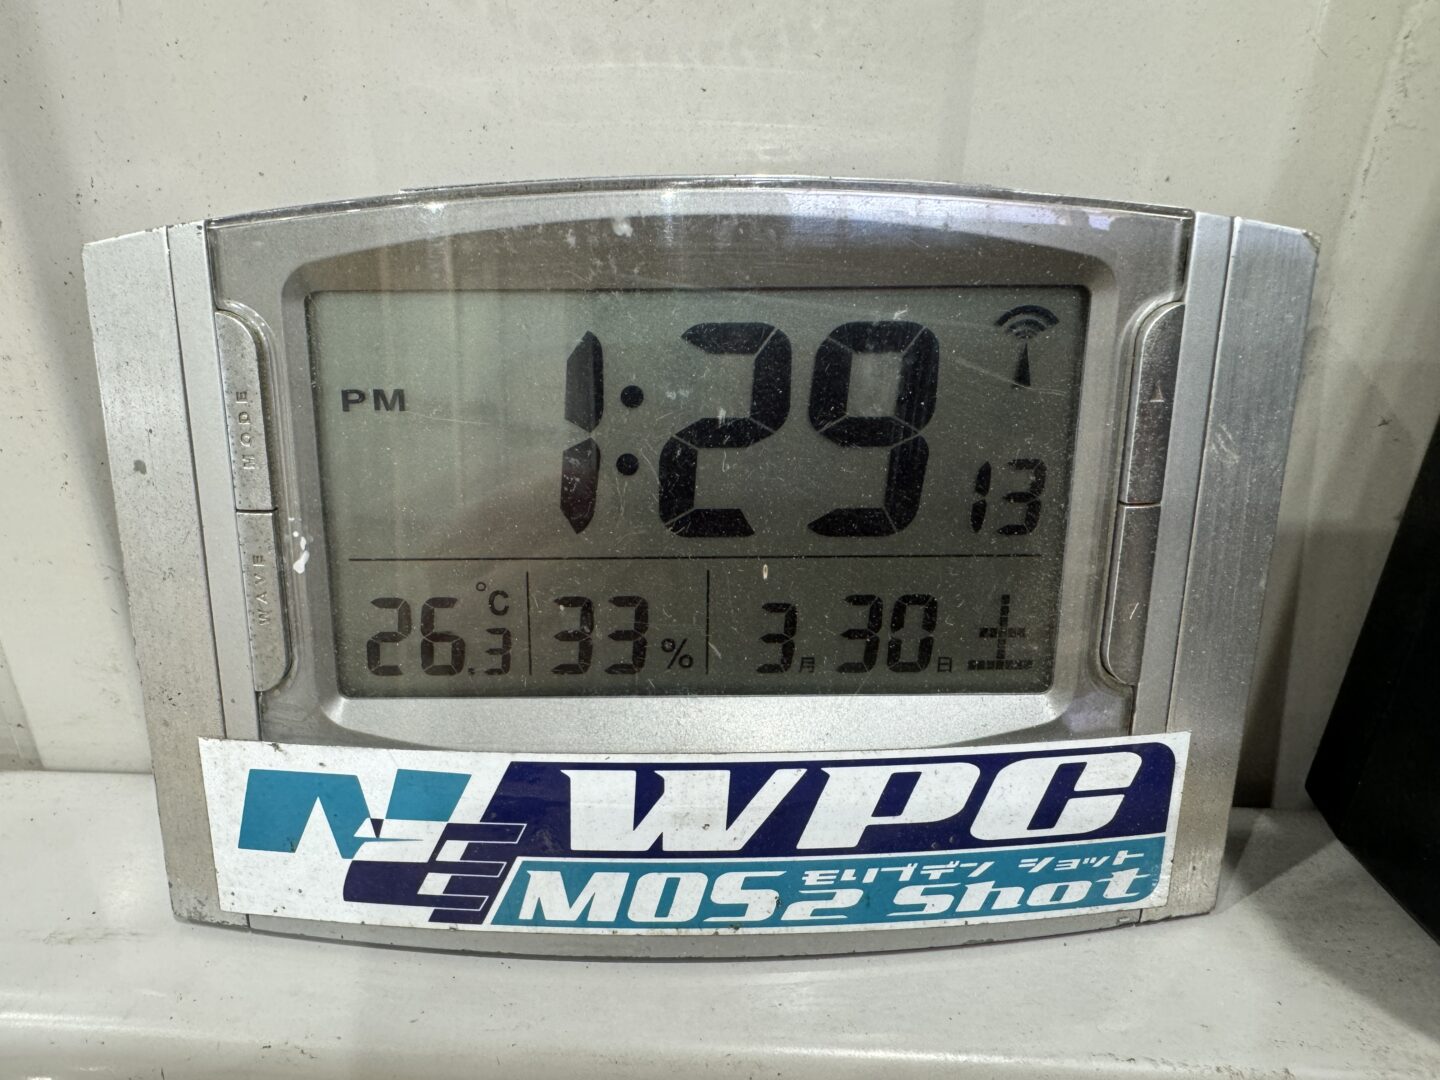 PM 1:29 13
26.3 °C 33 % 3月 30日 土
MODE
WAVE
NE WPC
モリブデン ショット
MOS2 Shot